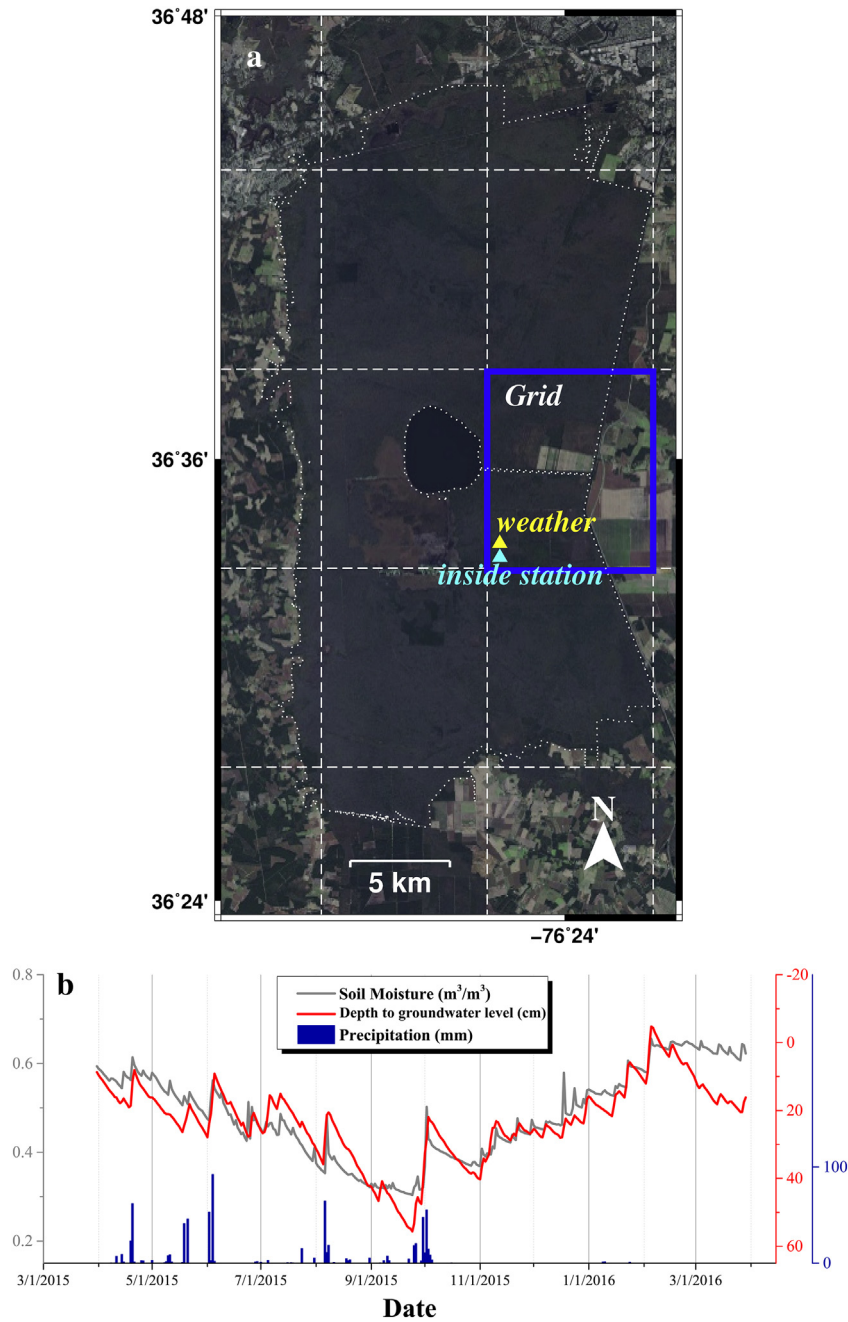 36°48'
a
Grid
36°36'
weather
inside station
N
5 km
36°24'
−76°24'
b
0.8
0.6
0.4
0.2
Soil Moisture (m³/m³)
Depth to groundwater level (cm)
Precipitation (mm)
-20
0
20
40
60
100
0
3/1/2015
5/1/2015
7/1/2015
9/1/2015
11/1/2015
1/1/2016
3/1/2016
Date